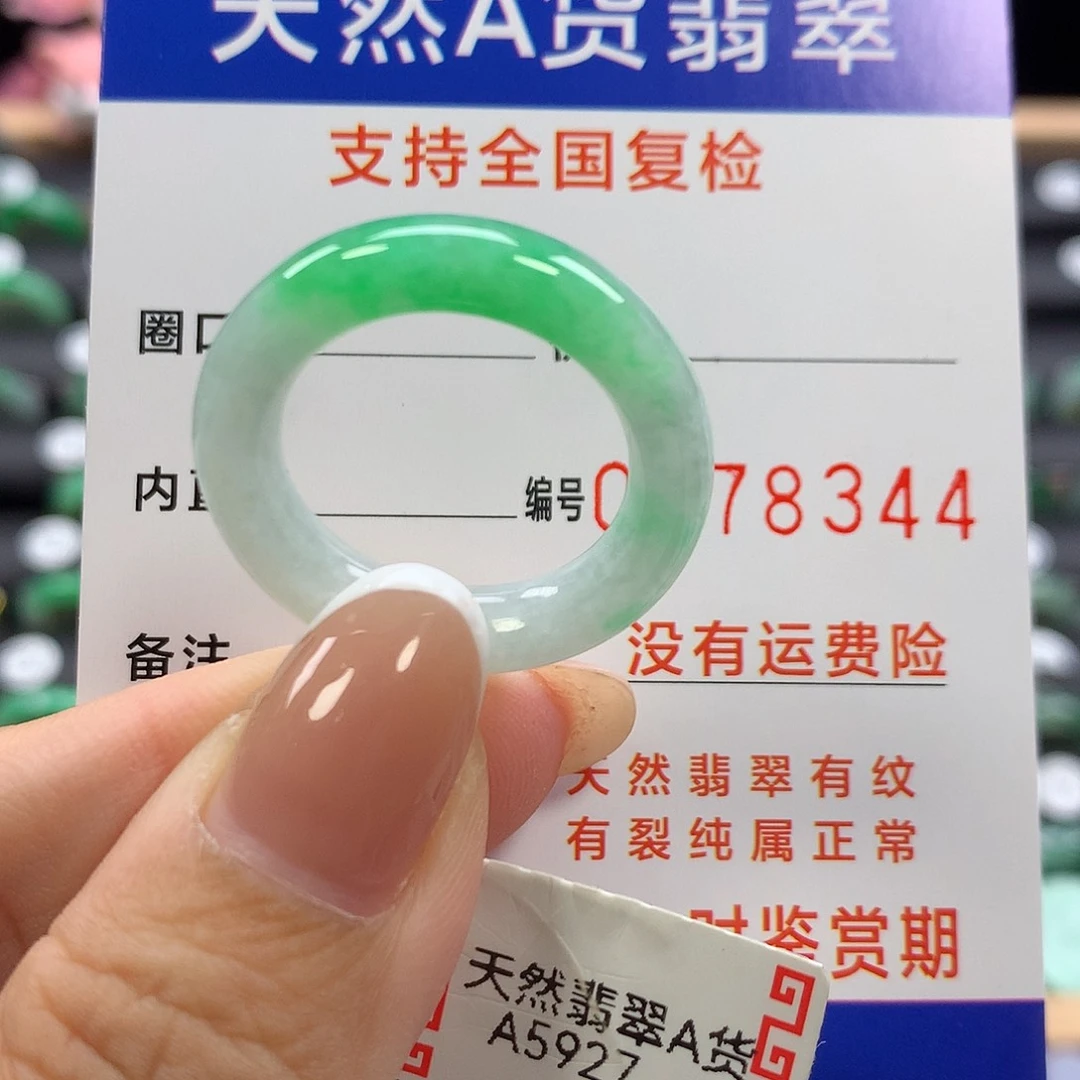 天然A货翡翠
支持全国复检
圈口
内直
编号 0 78344
备注 没有运费险
天然翡翠有纹
有裂纯属正常
时鉴赏期
天然翡翠A货
A5927